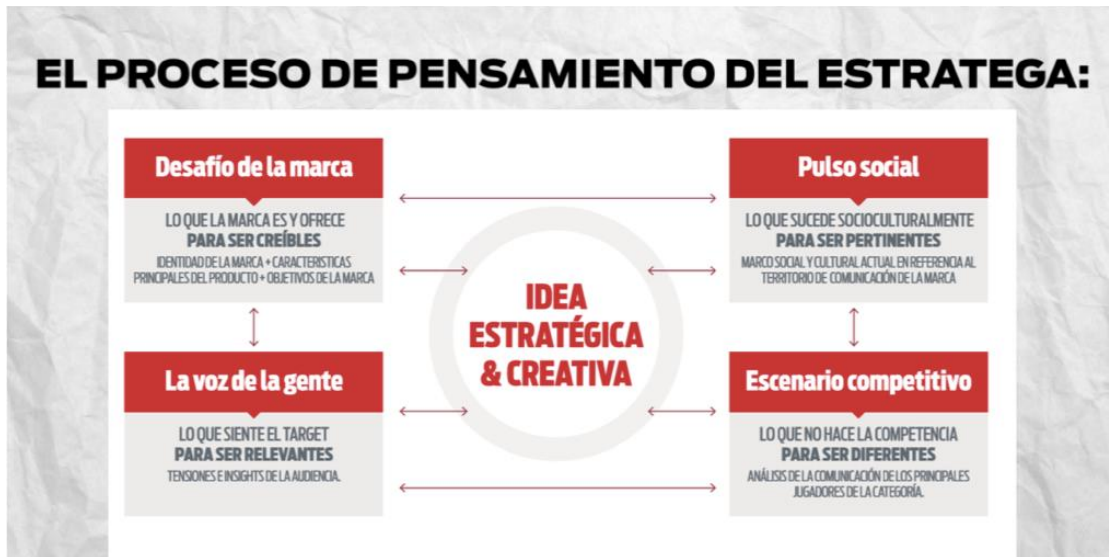 EL PROCESO DE PENSAMIENTO DEL ESTRATEGA:
Desafío de la marca
LO QUE LA MARCA ES Y OFRECE
PARA SER CREÍBLES
IDENTIDAD DE LA MARCA + CARACTERISTICAS
PRINCIPALES DEL PRODUCTO + OBJETIVOS DE LA MARCA
Pulso social
LO QUE SUCEDE SOCIOCULTURALMENTE
PARA SER PERTINENTES
MARCO SOCIAL Y CULTURAL ACTUAL EN REFERENCIA AL
TERRITORIO DE COMUNICACIÓN DE LA MARCA
IDEA
ESTRATÉGICA
& CREATIVA
La voz de la gente
LO QUE SIENTE EL TARGET
PARA SER RELEVANTES
TENSIONES E INSIGHTS DE LA AUDIENCIA.
Escenario competitivo
LO QUE NO HACE LA COMPETENCIA
PARA SER DIFERENTES
ANÁLISIS DE LA COMUNICACIÓN DE LOS PRINCIPALES
JUGADORES DE LA CATEGORÍA.